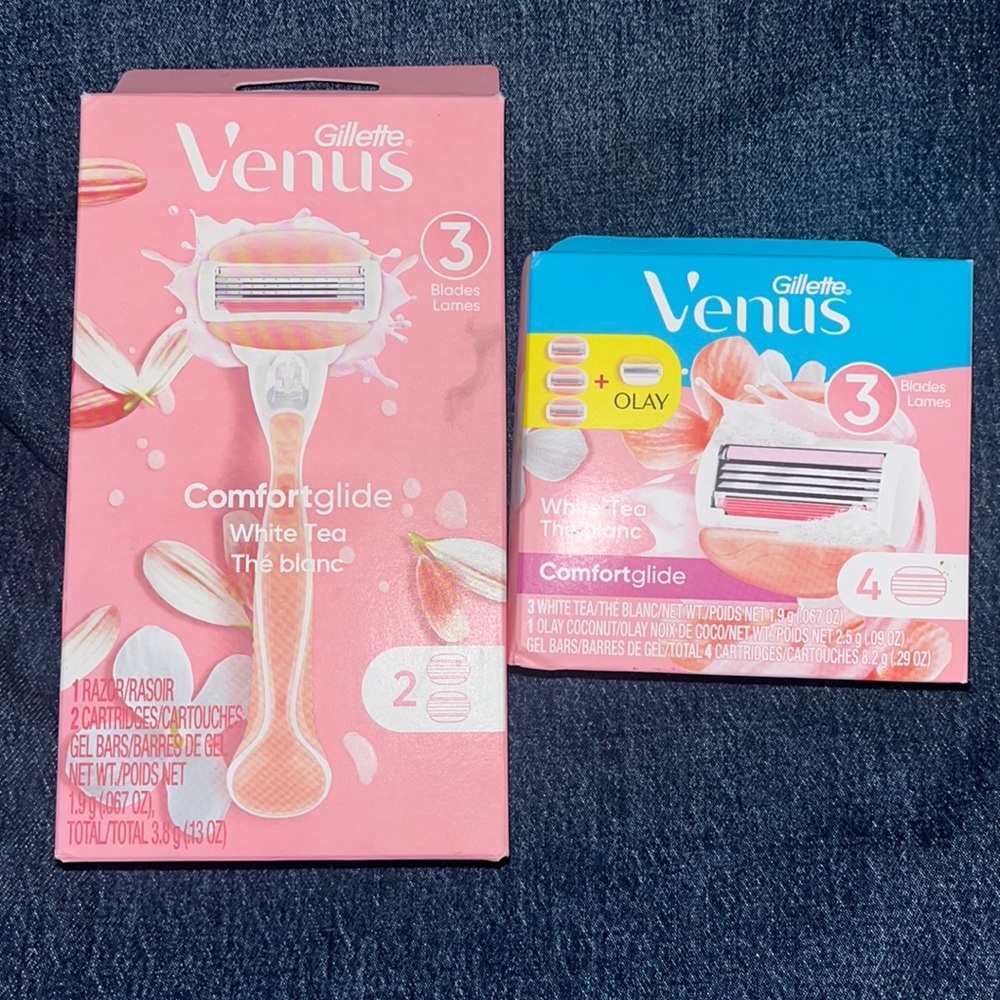 Gillette®
Venus
3
Blades
Lames
Comfortglide
White Tea
Thé blanc
2
1 RAZOR/RASOIR
2 CARTRIDGES/CARTOUCHES
GEL BARS/BARRES DE GEL
NET WT./POIDS NET
1.9 g (.067 OZ),
TOTAL/TOTAL 3.8 g (.13 OZ)
Gillette®
Venus
+
OLAY
3
Blades
Lames
White Tea
Thé blanc
Comfortglide
4
3 WHITE TEA/THÉ BLANC/NET WT./POIDS NET 1.9 g (.067 OZ)
1 OLAY COCONUT/OLAY NOIX DE COCO/NET WT./POIDS NET 2.5 g (.09 OZ)
GEL BARS/BARRES DE GEL/TOTAL 4 CARTRIDGES/CARTOUCHES 8.2 g (.29 OZ)